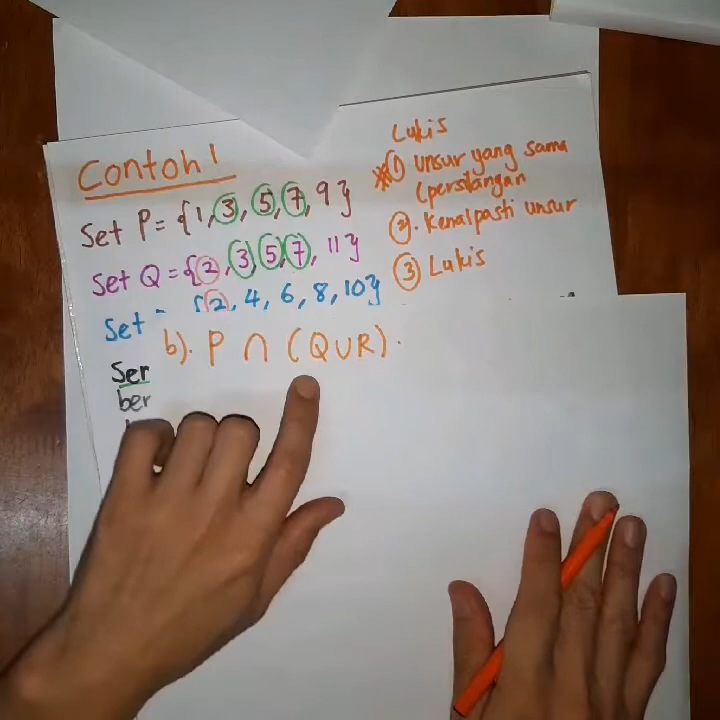 Contoh 1
Set P = {1, 3, 5, 7, 9}
Set Q = {2, 3, 5, 7, 11}
Set {2, 4, 6, 8, 10}
b). P ∩ (Q ∪ R).
Ser
ber
Lukis
* ① unsur yang sama
(persilangan
②. Kenalpasti unsur
③ Lukis